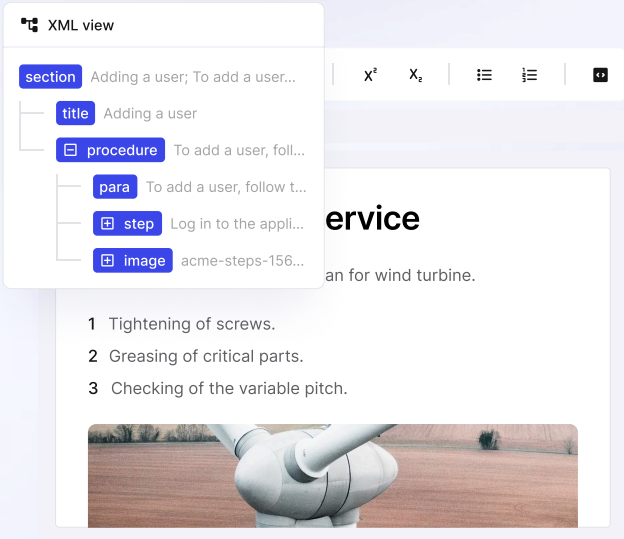 XML view
section Adding a user; To add a user...
title Adding a user
procedure To add a user, foll...
para To add a user, follow t...
step Log in to the appli...
image acme-steps-156...
X² X₂
ervice
an for wind turbine.
1 Tightening of screws.
2 Greasing of critical parts.
3 Checking of the variable pitch.